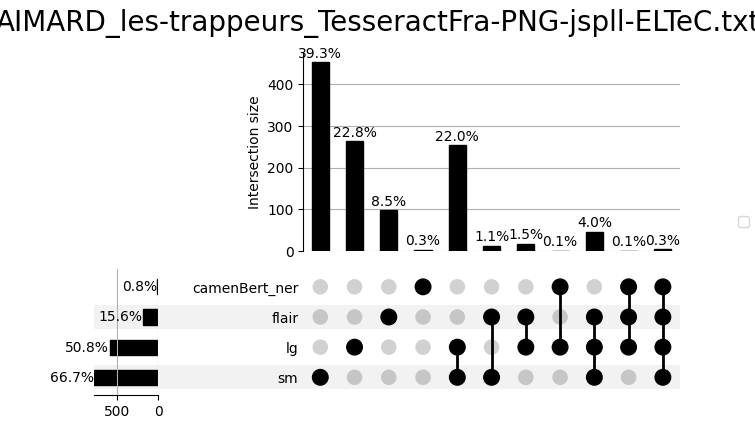 AIMARD_les-trappeurs_TesseractFra-PNG-jspll-ELTeC.txt
39.3%
400
22.8% 22.0%
300
Intersection size
200
8.5%
100
0.3% 1.1% 1.5% 0.1% 4.0% 0.1% 0.3%
0
0.8% camenBert_ner
15.6% flair
50.8% lg
66.7% sm
500 0